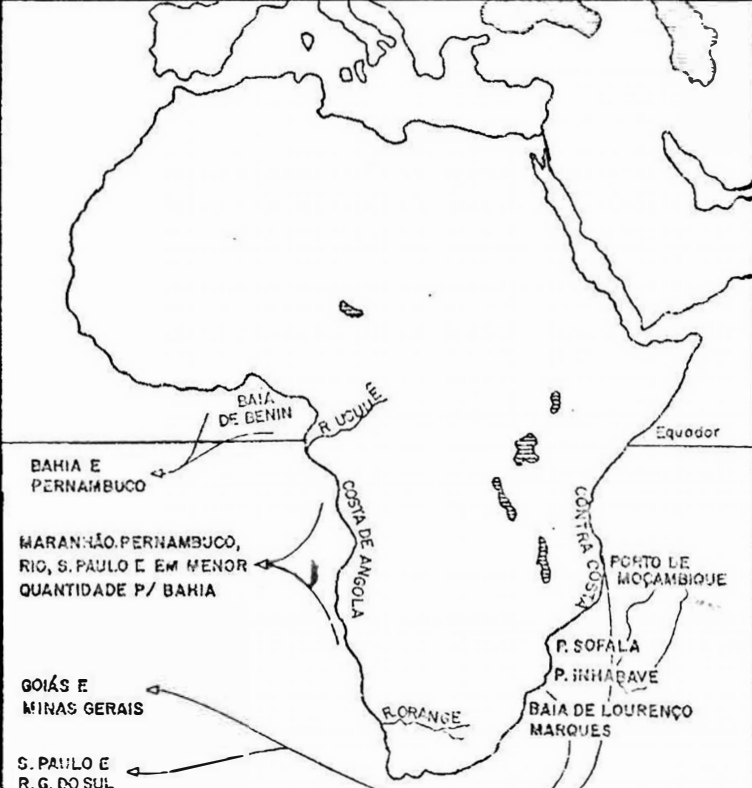 BAIA
DE BENIN
Equador
BAHIA E
PERNAMBUCO
COSTA DE ANGOLA
CONTRA COSTA
MARANHÃO, PERNAMBUCO,
RIO, S. PAULO E EM MENOR
QUANTIDADE P/ BAHIA
PORTO DE
MOÇAMBIQUE
P. SOFALA
P. INHABAVE
GOIÁS E
MINAS GERAIS
R. ORANGE
BAIA DE LOURENÇO
MARQUES
S. PAULO E
R. G. DO SUL